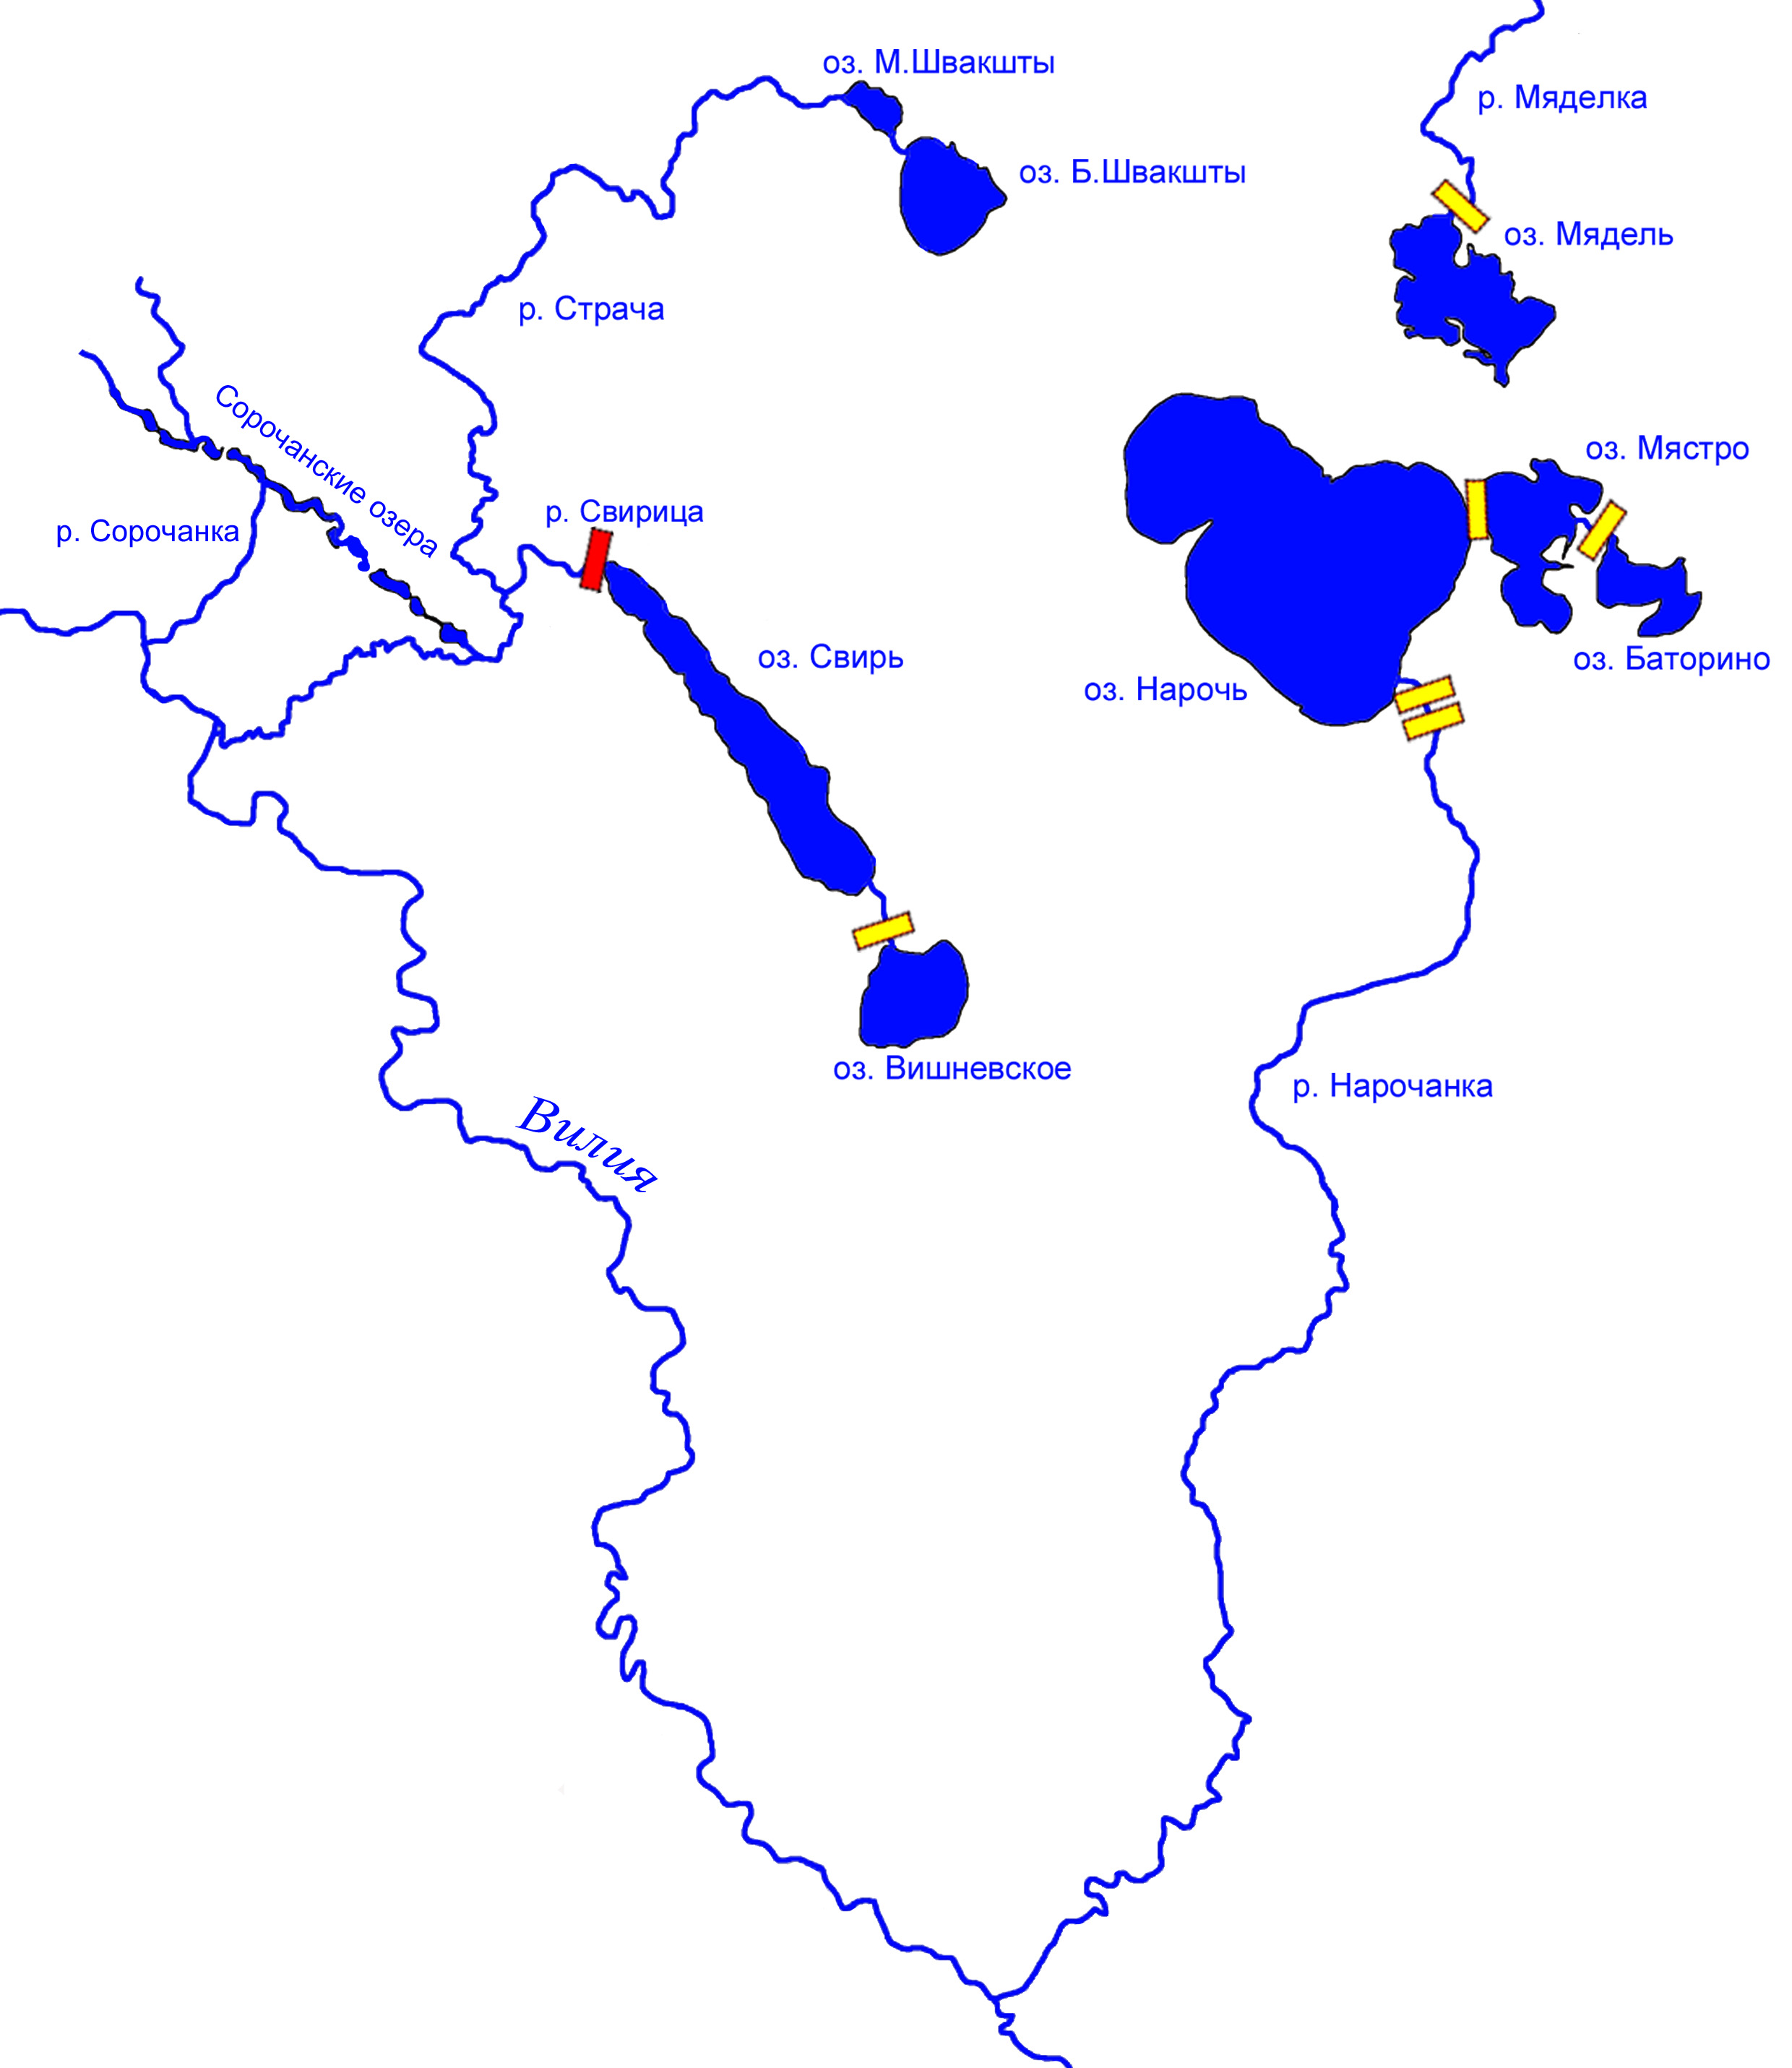 оз. М.Швакшты
р. Мяделка
оз. Б.Швакшты
оз. Мядель
р. Страча
Сорочанские озера
оз. Мястро
р. Свирица
р. Сорочанка
оз. Свирь
оз. Баторино
оз. Нарочь
оз. Вишневское
р. Нарочанка
Вилия